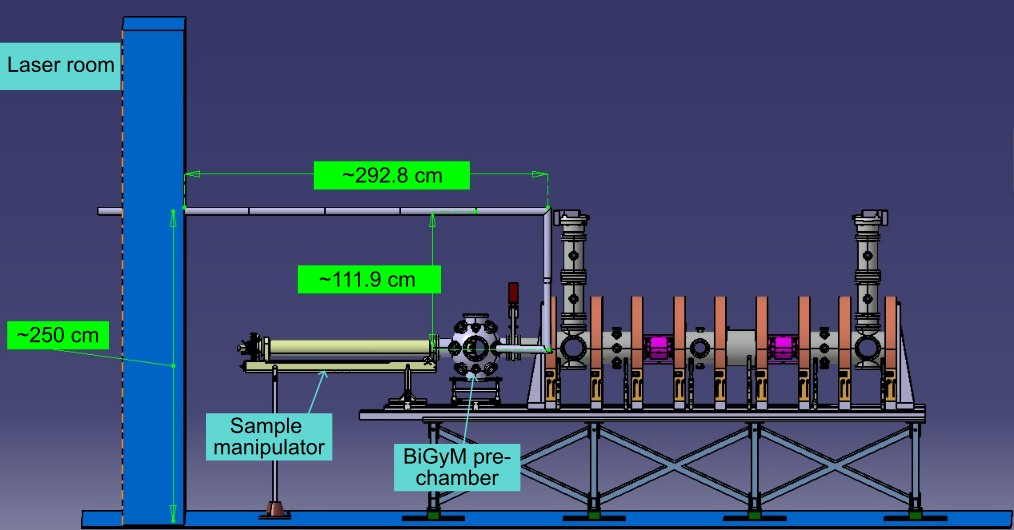 Laser room
~292.8 cm
~111.9 cm
~250 cm
Sample
manipulator
BiGyM pre-
chamber